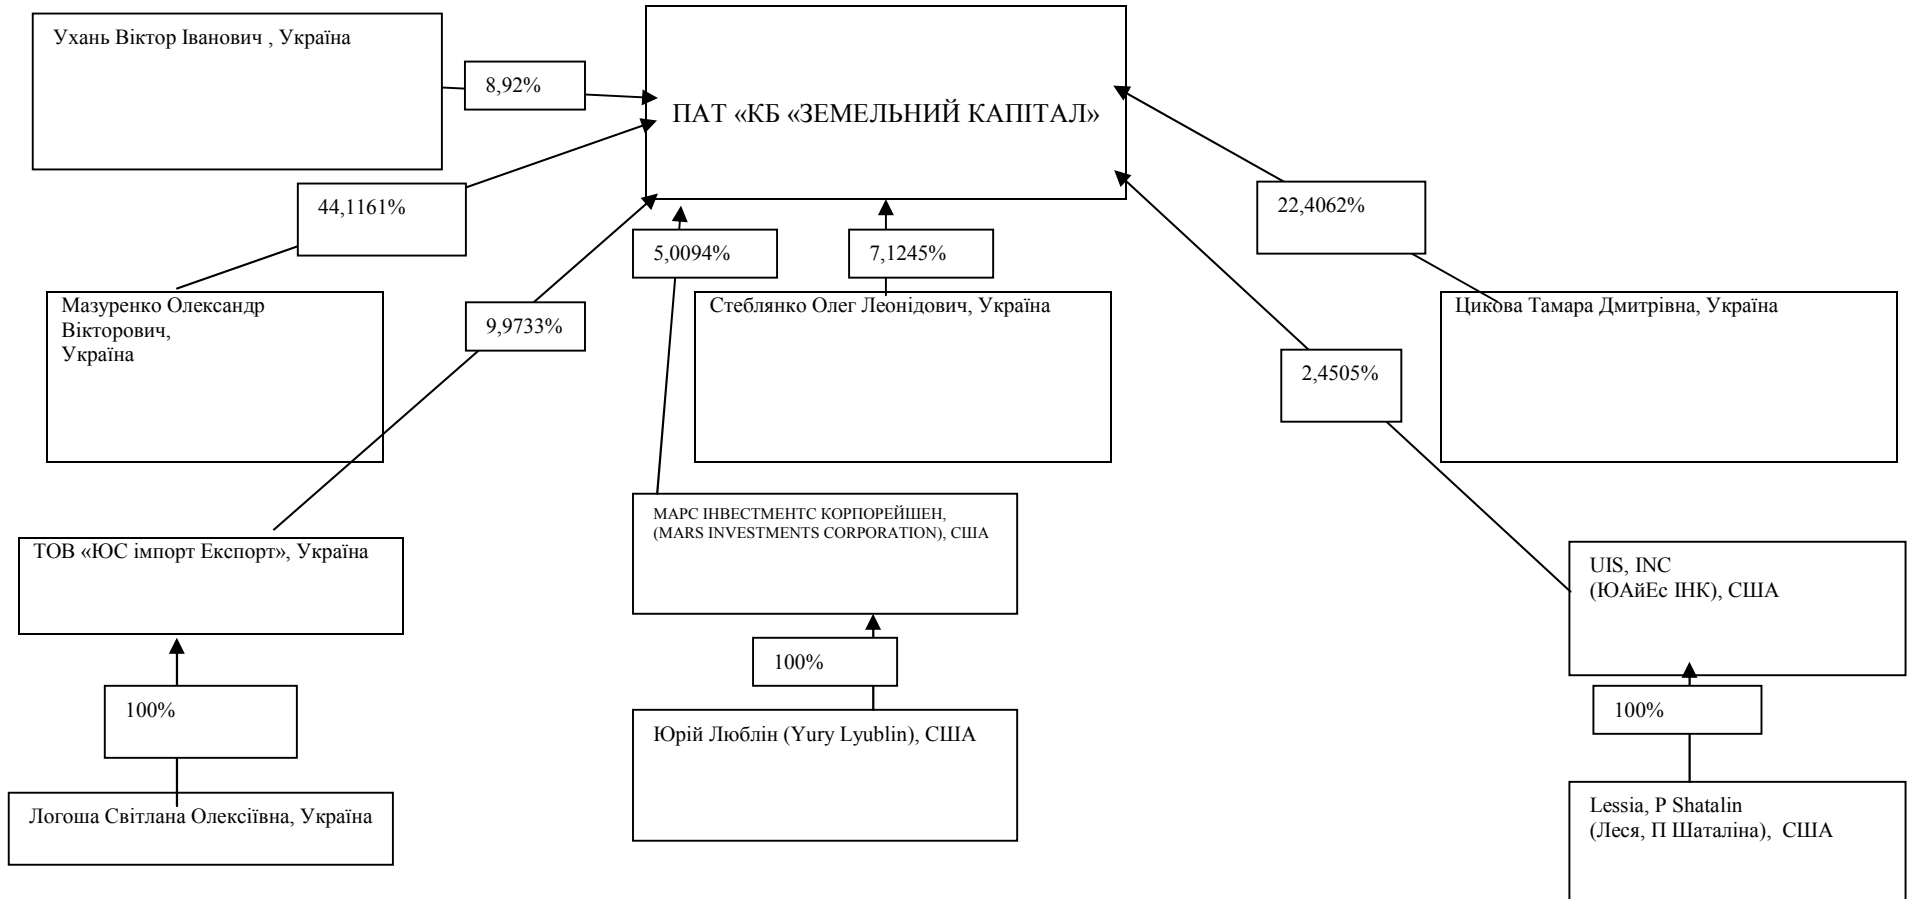 Ухань Віктор Іванович , Україна
8,92%
ПАТ «КБ «ЗЕМЕЛЬНИЙ КАПІТАЛ»
44,1161%
22,4062%
5,0094%
7,1245%
Мазуренко Олександр
Вікторович,
Україна
9,9733%
Стеблянко Олег Леонідович, Україна
Цикова Тамара Дмитрівна, Україна
2,4505%
ТОВ «ЮС імпорт Експорт», Україна
МАРС ІНВЕСТМЕНТС КОРПОРЕЙШЕН,
(MARS INVESTMENTS CORPORATION), США
UIS, INC
(ЮАйЕс ІНК), США
100%
100%
100%
Логоша Світлана Олексіївна, Україна
Юрій Люблін (Yury Lyublin), США
Lessia, P Shatalin
(Леся, П Шаталіна),  США